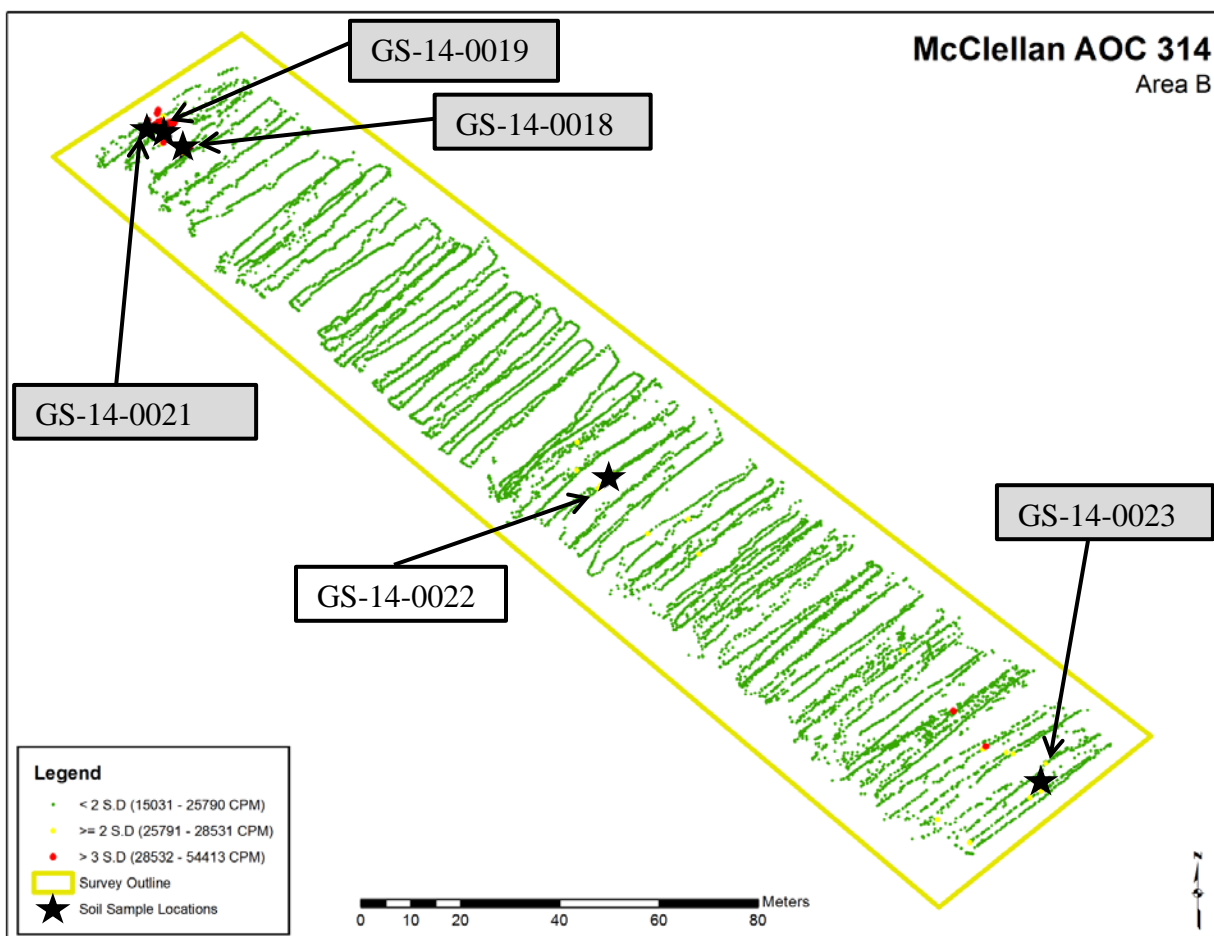 McClellan AOC 314
Area B
GS-14-0019
GS-14-0018
GS-14-0021
GS-14-0022
GS-14-0023
Legend
< 2 S.D (15031 - 25790 CPM)
>= 2 S.D (25791 - 28531 CPM)
> 3 S.D (28532 - 54413 CPM)
Survey Outline
Soil Sample Locations
Meters
0 10 20 40 60 80
N